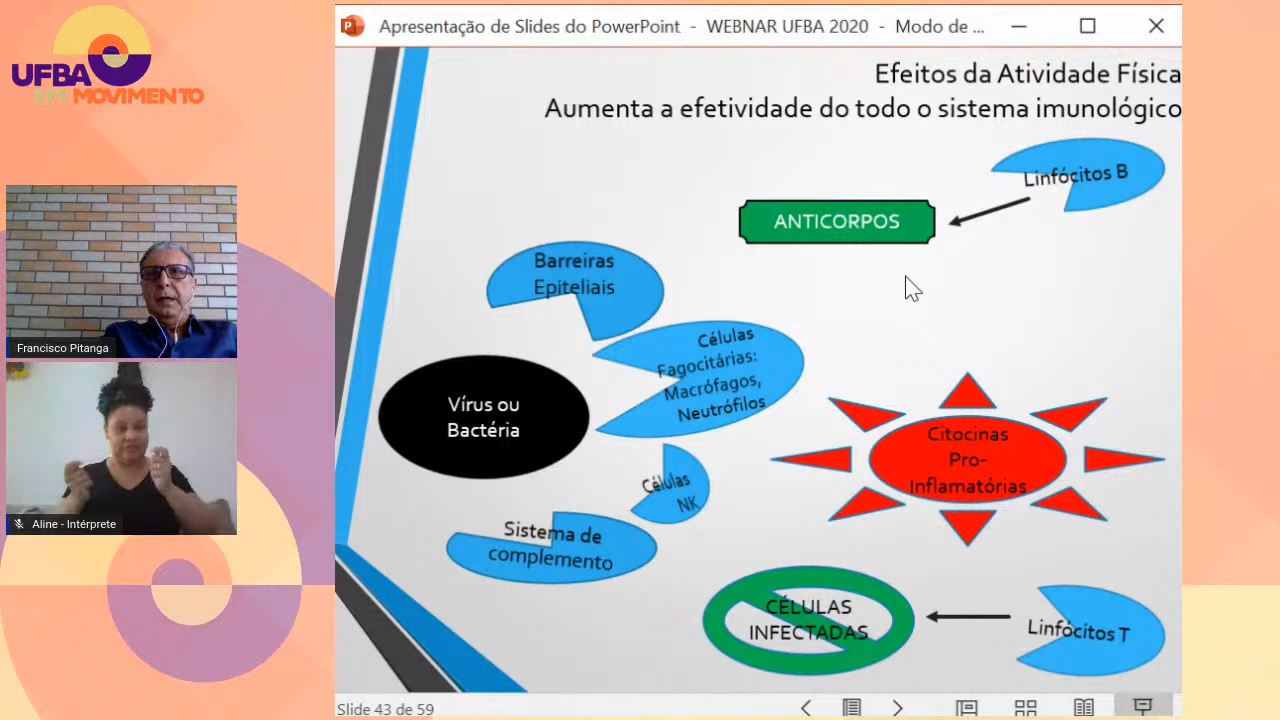 UFBA
EM MOVIMENTO
Apresentação de Slides do PowerPoint - WEBNAR UFBA 2020 - Modo de ...
Efeitos da Atividade Física
Aumenta a efetividade do todo o sistema imunológico
Linfócitos B
ANTICORPOS
Barreiras
Epiteliais
Células
Fagocitárias:
Macrófagos,
Neutrófilos
Vírus ou
Bactéria
Citocinas
Pro-
Inflamatórias
Células
NK
Sistema de
complemento
CÉLULAS
INFECTADAS
Linfócitos T
Francisco Pitanga
Aline - Intérprete
Slide 43 de 59